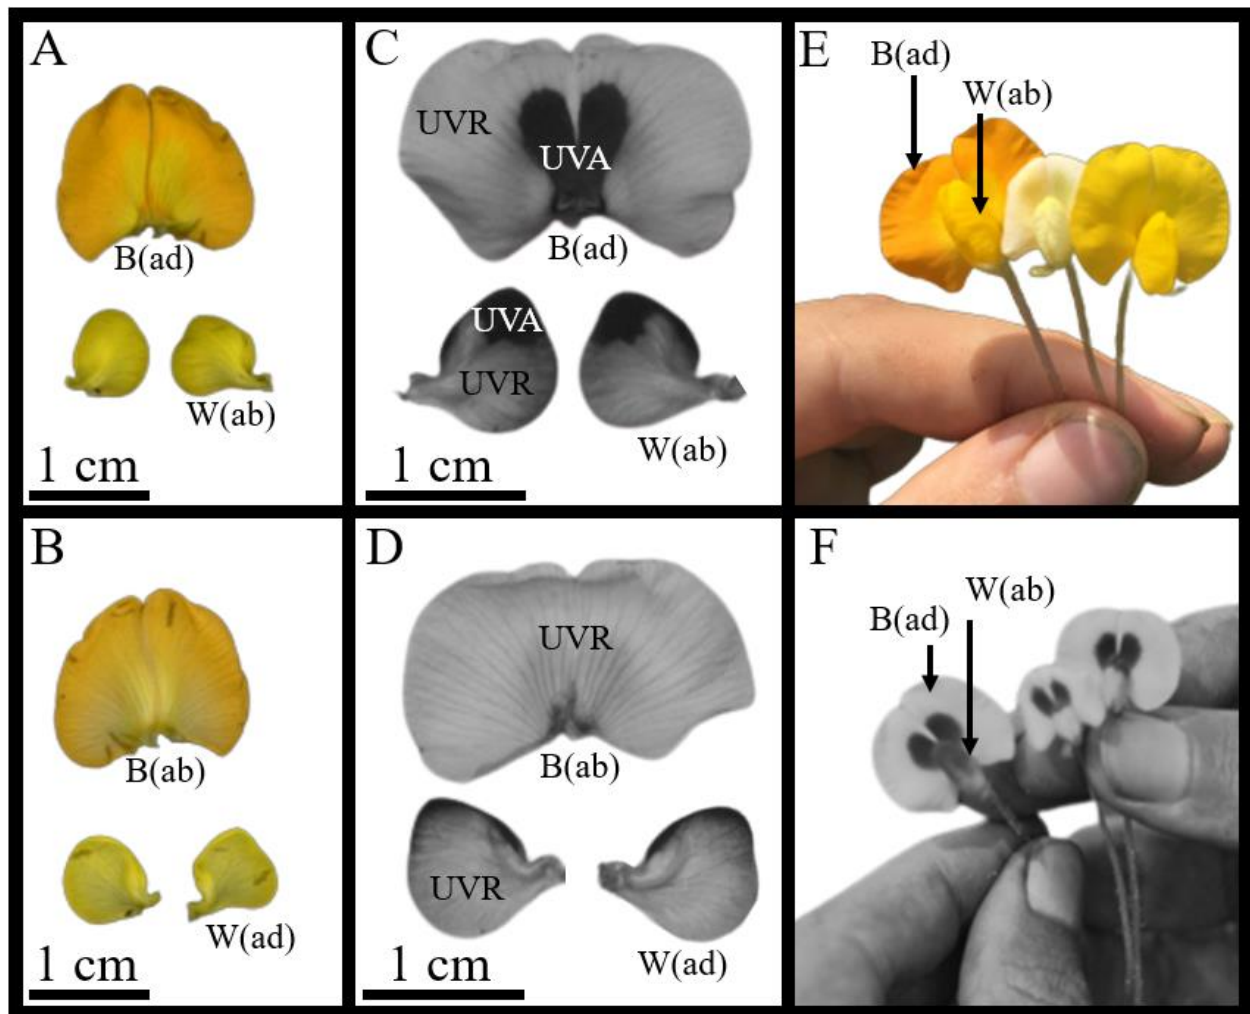 A
B(ad)
W(ab)
1 cm
C
UVR
UVA
B(ad)
UVA
UVR
W(ab)
1 cm
E
B(ad)
W(ab)
B
B(ab)
W(ad)
1 cm
D
UVR
B(ab)
UVR
W(ad)
1 cm
F
W(ab)
B(ad)